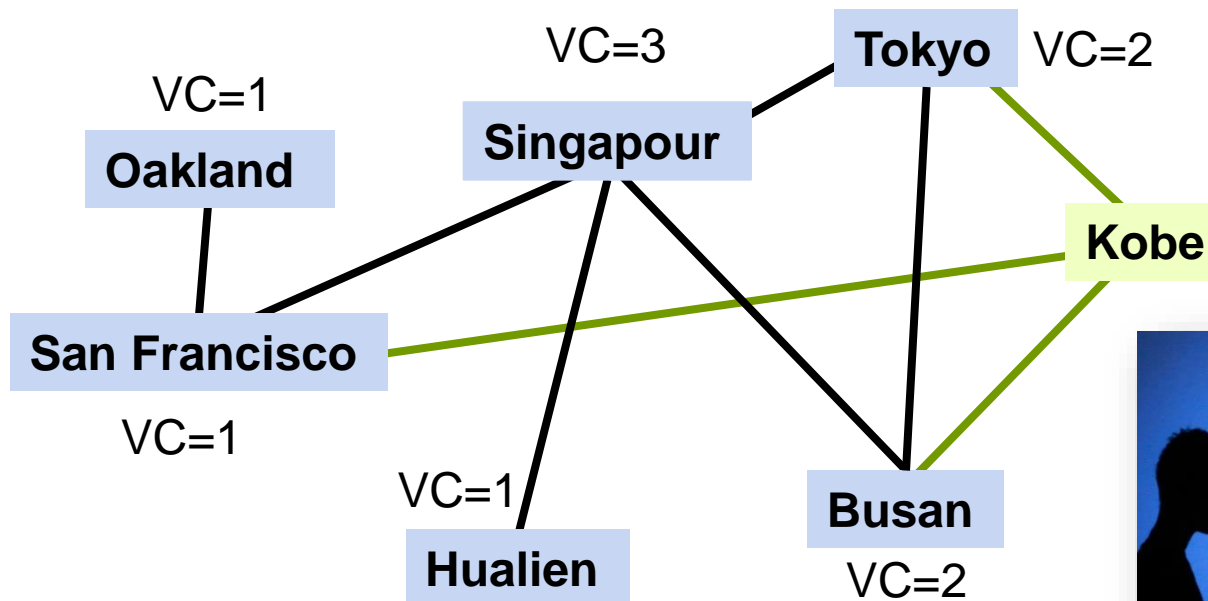 VC=3
Tokyo
VC=2
VC=1
Singapour
Oakland
Kobe
San Francisco
VC=1
VC=1
Busan
Hualien
VC=2